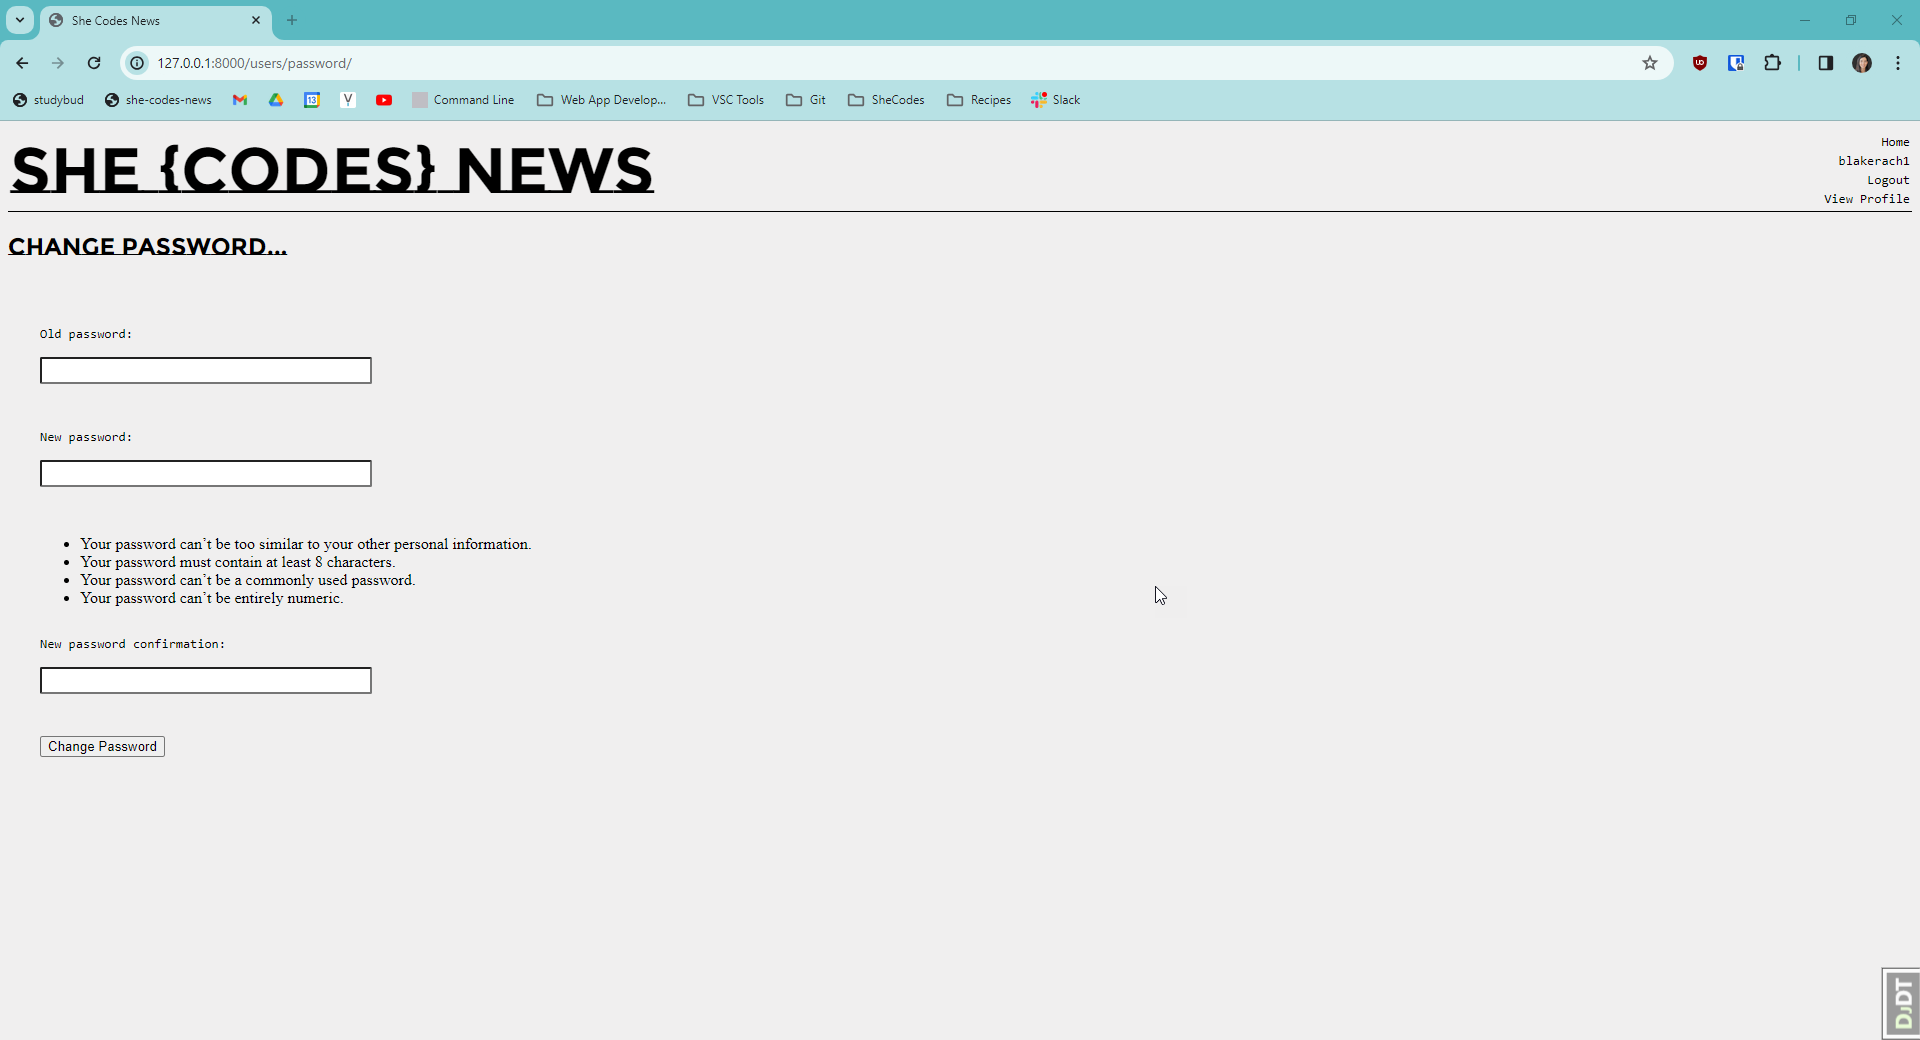 She Codes News
127.0.0.1:8000/users/password/
studybud
she-codes-news
13
Y
Command Line
Web App Develop...
VSC Tools
Git
SheCodes
Recipes
Slack
SHE {CODES} NEWS
Home
blakerach1
Logout
View Profile
CHANGE PASSWORD...
Old password:
New password:
Your password can’t be too similar to your other personal information.
Your password must contain at least 8 characters.
Your password can’t be a commonly used password.
Your password can’t be entirely numeric.
New password confirmation:
Change Password
DjDT